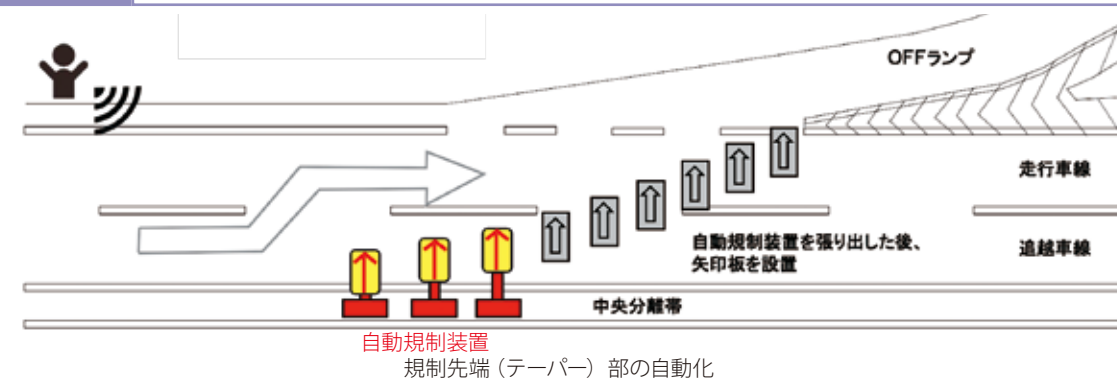 OFFランプ
走行車線
自動規制装置を張り出した後、
矢印板を設置
追越車線
中央分離帯
自動規制装置
規制先端（テーパー）部の自動化